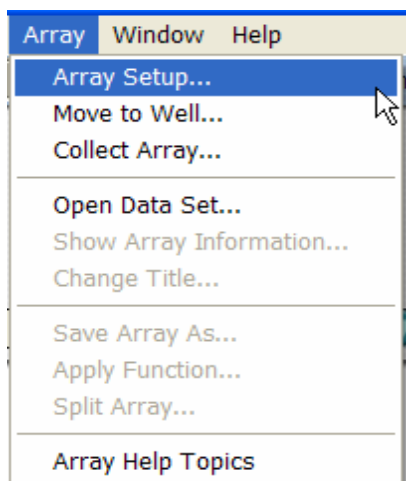 Array Window Help
Array Setup...
Move to Well...
Collect Array...
Open Data Set...
Show Array Information...
Change Title...
Save Array As...
Apply Function...
Split Array...
Array Help Topics